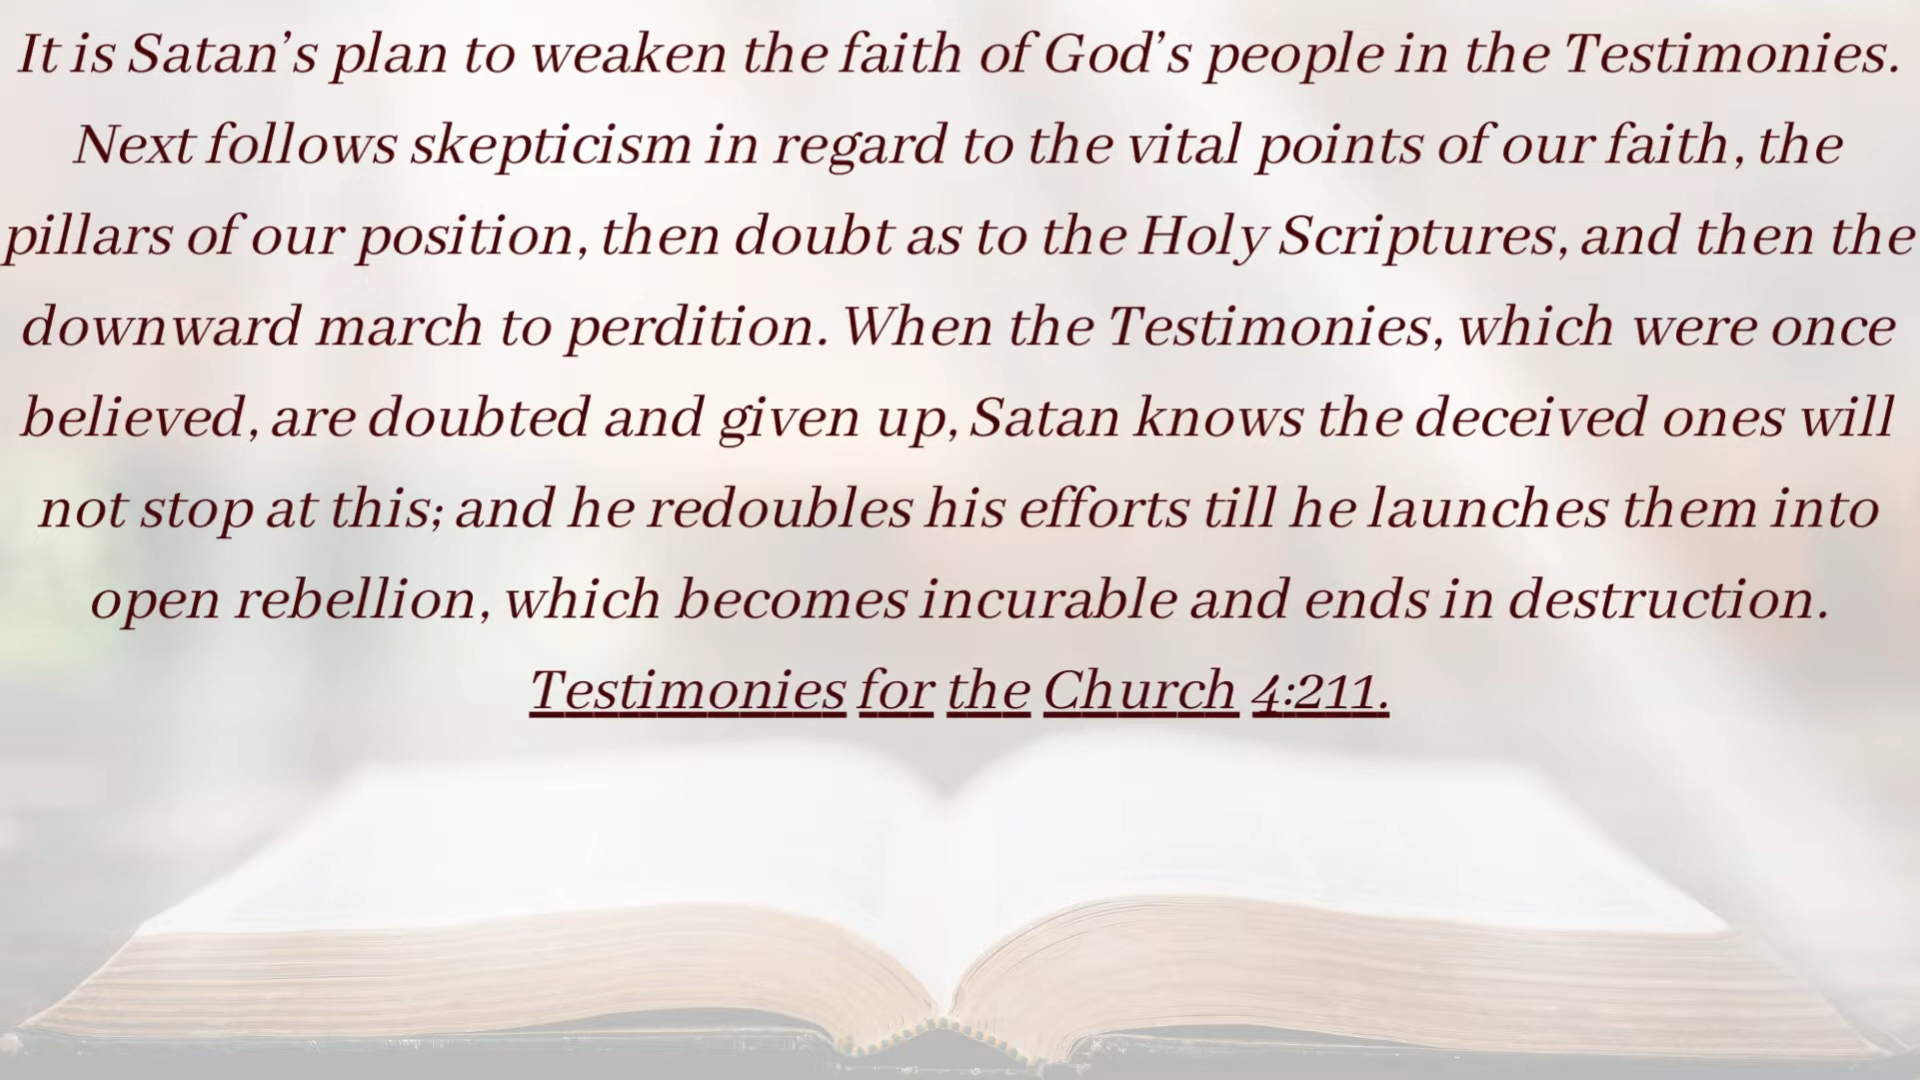 It is Satan’s plan to weaken the faith of God’s people in the Testimonies.
Next follows skepticism in regard to the vital points of our faith, the
pillars of our position, then doubt as to the Holy Scriptures, and then the
downward march to perdition. When the Testimonies, which were once
believed, are doubted and given up, Satan knows the deceived ones will
not stop at this; and he redoubles his efforts till he launches them into
open rebellion, which becomes incurable and ends in destruction.
Testimonies for the Church 4:211.